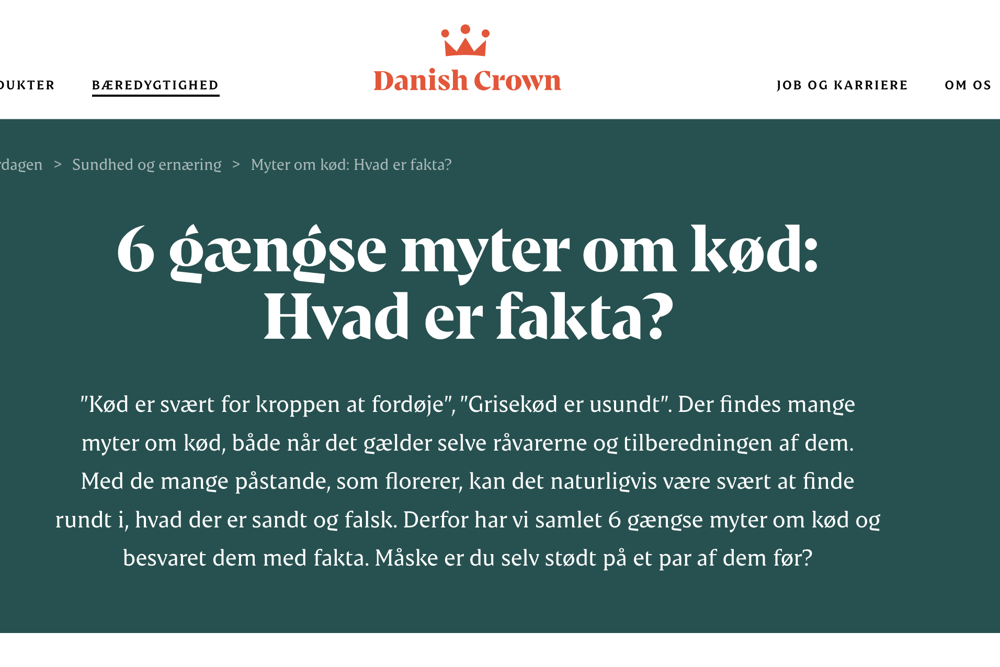 BÆREDYGTIGHED
Danish Crown
JOB OG KARRIERE
OM OS
> Sundhed og ernæring > Myter om kød: Hvad er fakta?
6 gængse myter om kød:
Hvad er fakta?
"Kød er svært for kroppen at fordøje", "Grisekød er usundt". Der findes mange
myter om kød, både når det gælder selve råvarerne og tilberedningen af dem.
Med de mange påstande, som florerer, kan det naturligvis være svært at finde
rundt i, hvad der er sandt og falsk. Derfor har vi samlet 6 gængse myter om kød og
besvaret dem med fakta. Måske er du selv stødt på et par af dem før?